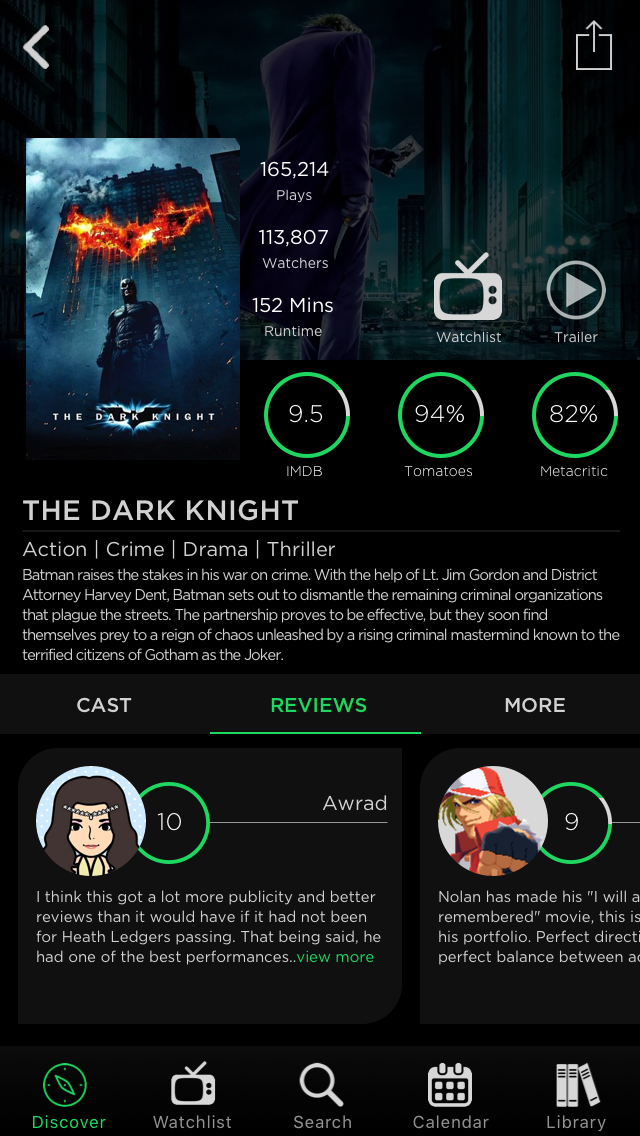 165,214
Plays
113,807
Watchers
152 Mins
Runtime
Watchlist
Trailer
THE DARK KNIGHT
9.5
94%
82%
IMDB
Tomatoes
Metacritic
THE DARK KNIGHT
Action | Crime | Drama | Thriller
Batman raises the stakes in his war on crime. With the help of Lt. Jim Gordon and District
Attorney Harvey Dent, Batman sets out to dismantle the remaining criminal organizations
that plague the streets. The partnership proves to be effective, but they soon find
themselves prey to a reign of chaos unleashed by a rising criminal mastermind known to the
terrified citizens of Gotham as the Joker.
CAST
REVIEWS
MORE
10
Awrad
I think this got a lot more publicity and better
reviews than it would have if it had not been
for Heath Ledgers passing. That being said, he
had one of the best performances..view more
9
Nolan has made his "I will a
remembered" movie, this is
his portfolio. Perfect directi
perfect balance between ac
Discover
Watchlist
Search
Calendar
Library